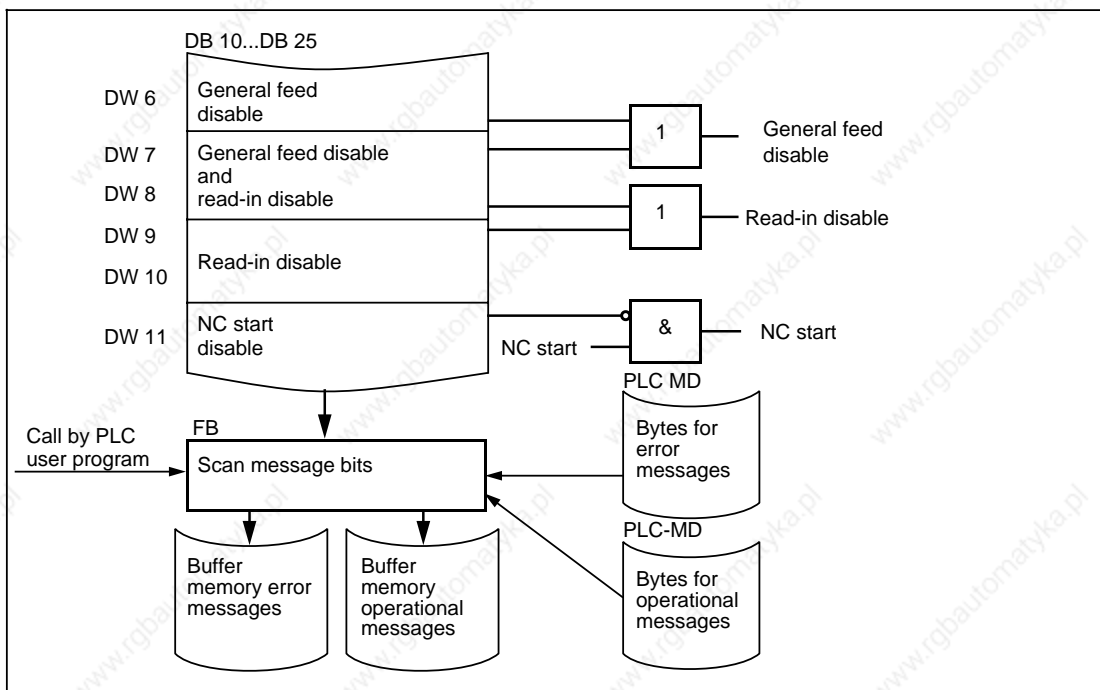 DB 10...DB 25
DW 6
General feed
disable
DW 7
General feed disable
and
DW 8
read-in disable
DW 9
Read-in disable
DW 10
DW 11
NC start
disable
1
General feed
disable
1
Read-in disable
NC start
&
NC start
PLC MD
Bytes for
error
messages
FB
Call by PLC
user program
Scan message bits
PLC-MD
Buffer
memory error
messages
Buffer
memory
operational
messages
Bytes for
operational
messages
www.rgbautomatyka.pl